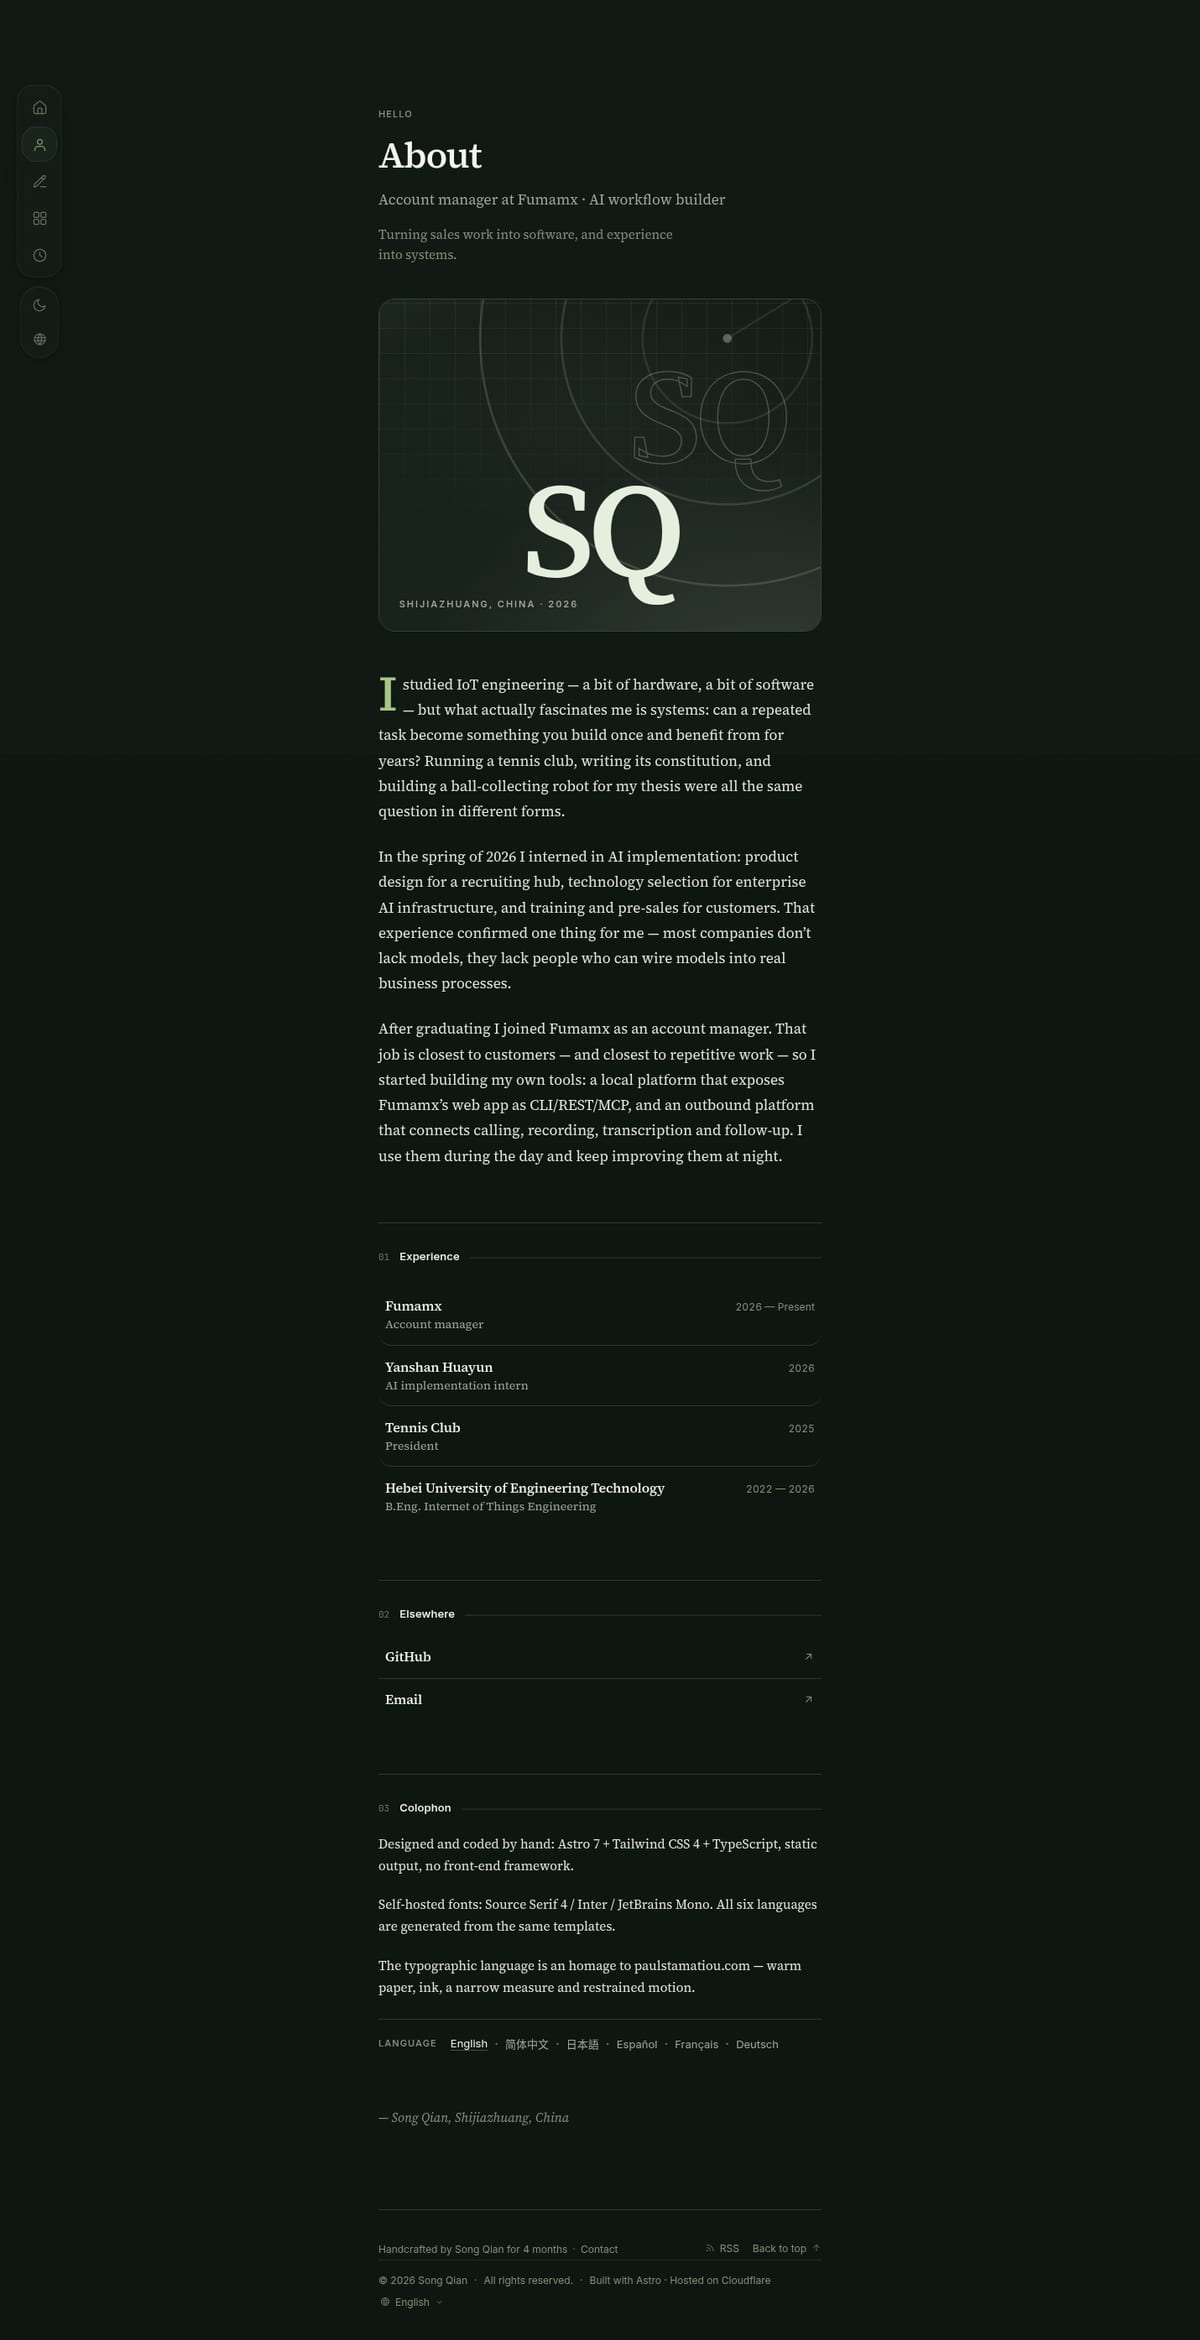 HELLO
About
Account manager at Fumamx · AI workflow builder
Turning sales work into software, and experience
into systems.
SQ
SQ
SHIJIAZHUANG, CHINA · 2026
I studied IoT engineering — a bit of hardware, a bit of software
— but what actually fascinates me is systems: can a repeated
task become something you build once and benefit from for
years? Running a tennis club, writing its constitution, and
building a ball-collecting robot for my thesis were all the same
question in different forms.
In the spring of 2026 I interned in AI implementation: product
design for a recruiting hub, technology selection for enterprise
AI infrastructure, and training and pre-sales for customers. That
experience confirmed one thing for me — most companies don’t
lack models, they lack people who can wire models into real
business processes.
After graduating I joined Fumamx as an account manager. That
job is closest to customers — and closest to repetitive work — so I
started building my own tools: a local platform that exposes
Fumamx’s web app as CLI/REST/MCP, and an outbound platform
that connects calling, recording, transcription and follow-up. I
use them during the day and keep improving them at night.
01 Experience
Fumamx 2026 — Present
Account manager
Yanshan Huayun 2026
AI implementation intern
Tennis Club 2025
President
Hebei University of Engineering Technology 2022 — 2026
B.Eng. Internet of Things Engineering
02 Elsewhere
GitHub ↗
Email ↗
03 Colophon
Designed and coded by hand: Astro 7 + Tailwind CSS 4 + TypeScript, static
output, no front-end framework.
Self-hosted fonts: Source Serif 4 / Inter / JetBrains Mono. All six languages
are generated from the same templates.
The typographic language is an homage to paulstamatiou.com — warm
paper, ink, a narrow measure and restrained motion.
LANGUAGE English · 简体中文 · 日本語 · Español · Français · Deutsch
— Song Qian, Shijiazhuang, China
Handcrafted by Song Qian for 4 months · Contact RSS Back to top ↑
© 2026 Song Qian · All rights reserved. · Built with Astro · Hosted on Cloudflare
English